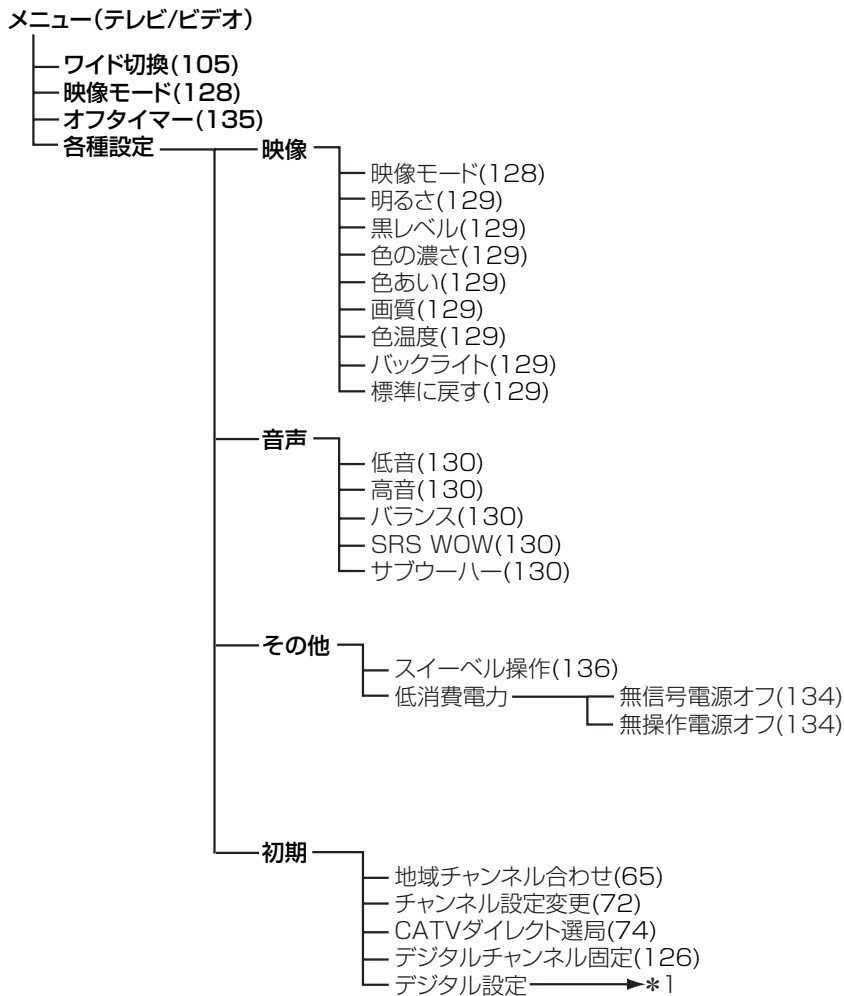 メニュー(テレビ/ビデオ)
ワイド切換(105)
映像モード(128)
オフタイマー(135)
各種設定
映像
映像モード(128)
明るさ(129)
黒レベル(129)
色の濃さ(129)
色あい(129)
画質(129)
色温度(129)
バックライト(129)
標準に戻す(129)
音声
低音(130)
高音(130)
バランス(130)
SRS WOW(130)
サブウーハー(130)
その他
スイーベル操作(136)
低消費電力
無信号電源オフ(134)
無操作電源オフ(134)
初期
地域チャンネル合わせ(65)
チャンネル設定変更(72)
CATVダイレクト選局(74)
デジタルチャンネル固定(126)
デジタル設定
*1